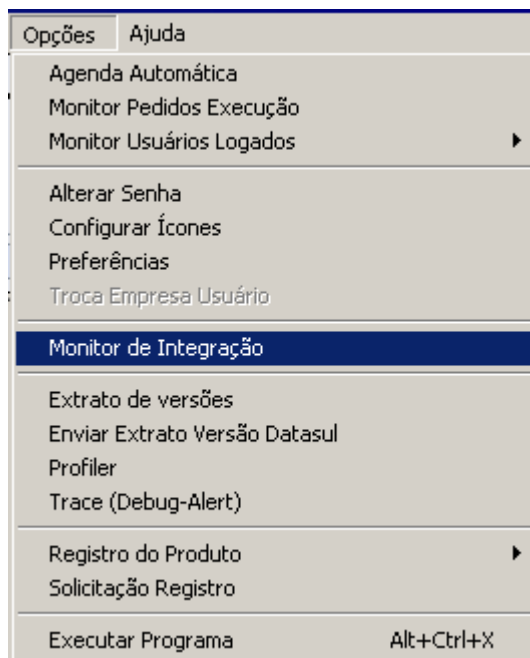 Opções Ajuda
Agenda Automática
Monitor Pedidos Execução
Monitor Usuários Logados
Alterar Senha
Configurar Ícones
Preferências
Troca Empresa Usuário
Monitor de Integração
Extrato de versões
Enviar Extrato Versão Datasul
Profiler
Trace (Debug-Alert)
Registro do Produto
Solicitação Registro
Executar Programa Alt+Ctrl+X